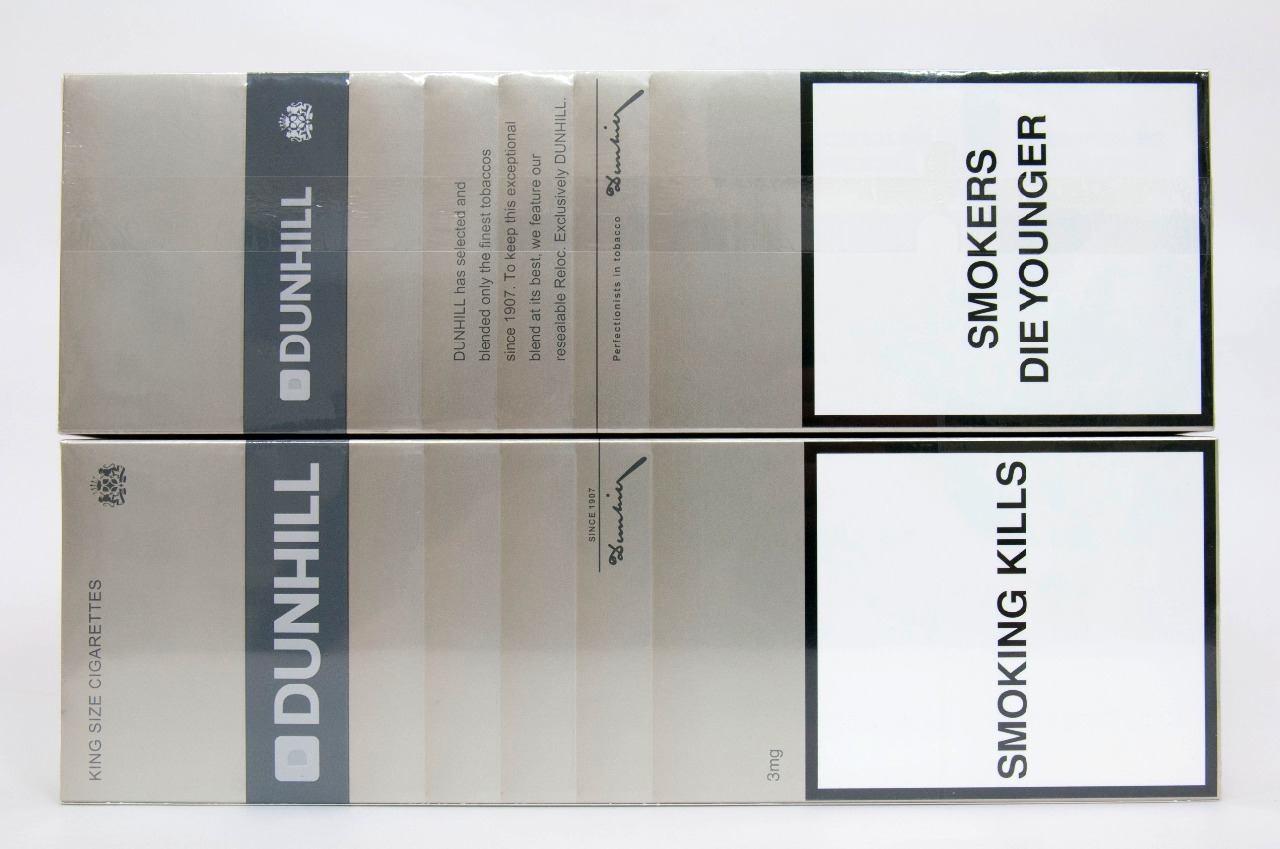 DUNHILL
DUNHILL has selected and
blended only the finest tobaccos
since 1907. To keep this exceptional
blend at its best, we feature our
resealable Reloc. Exclusively DUNHILL.
Perfectionists in tobacco
Dunhill
SMOKERS
DIE YOUNGER
KING SIZE CIGARETTES
D
DUNHILL
SINCE 1907
Dunhill
3mg
SMOKING KILLS